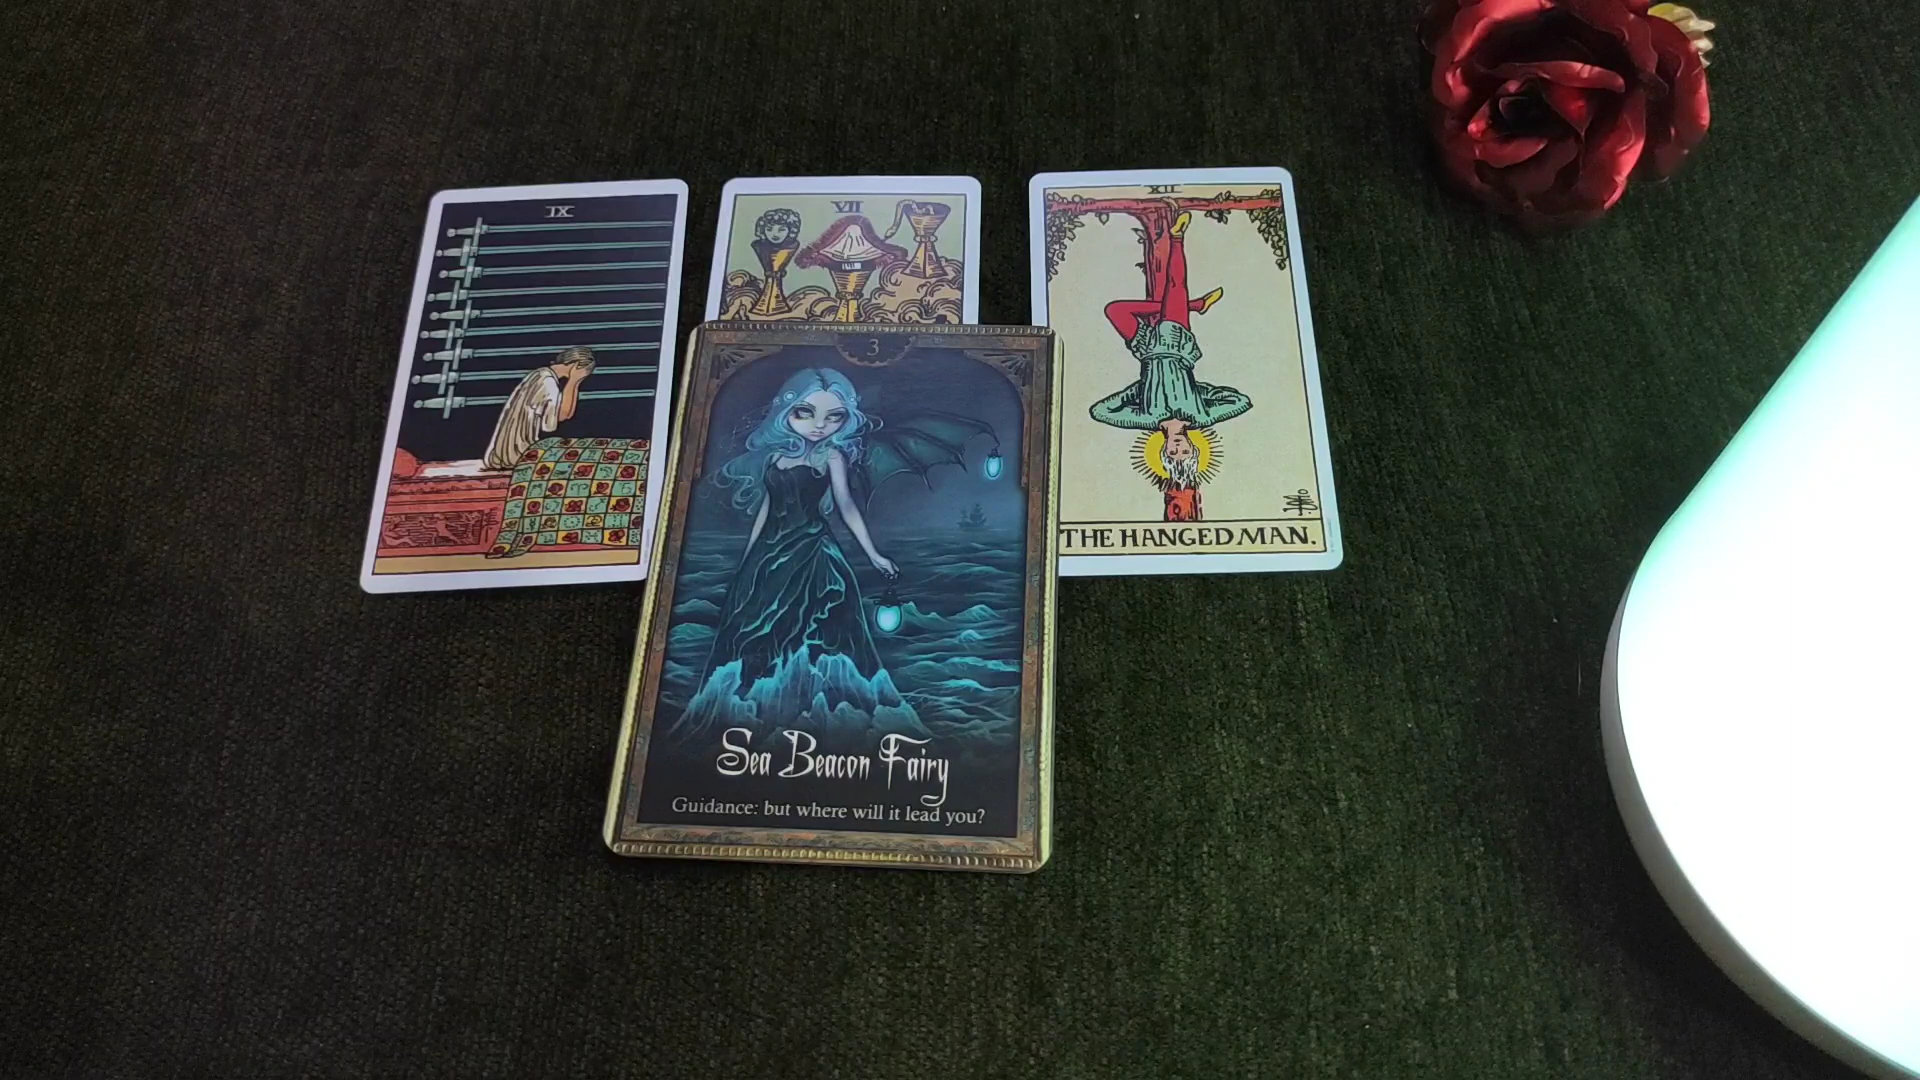 IX
VII
XII
THE HANGED MAN.
3
Sea Beacon Fairy
Guidance: but where will it lead you?